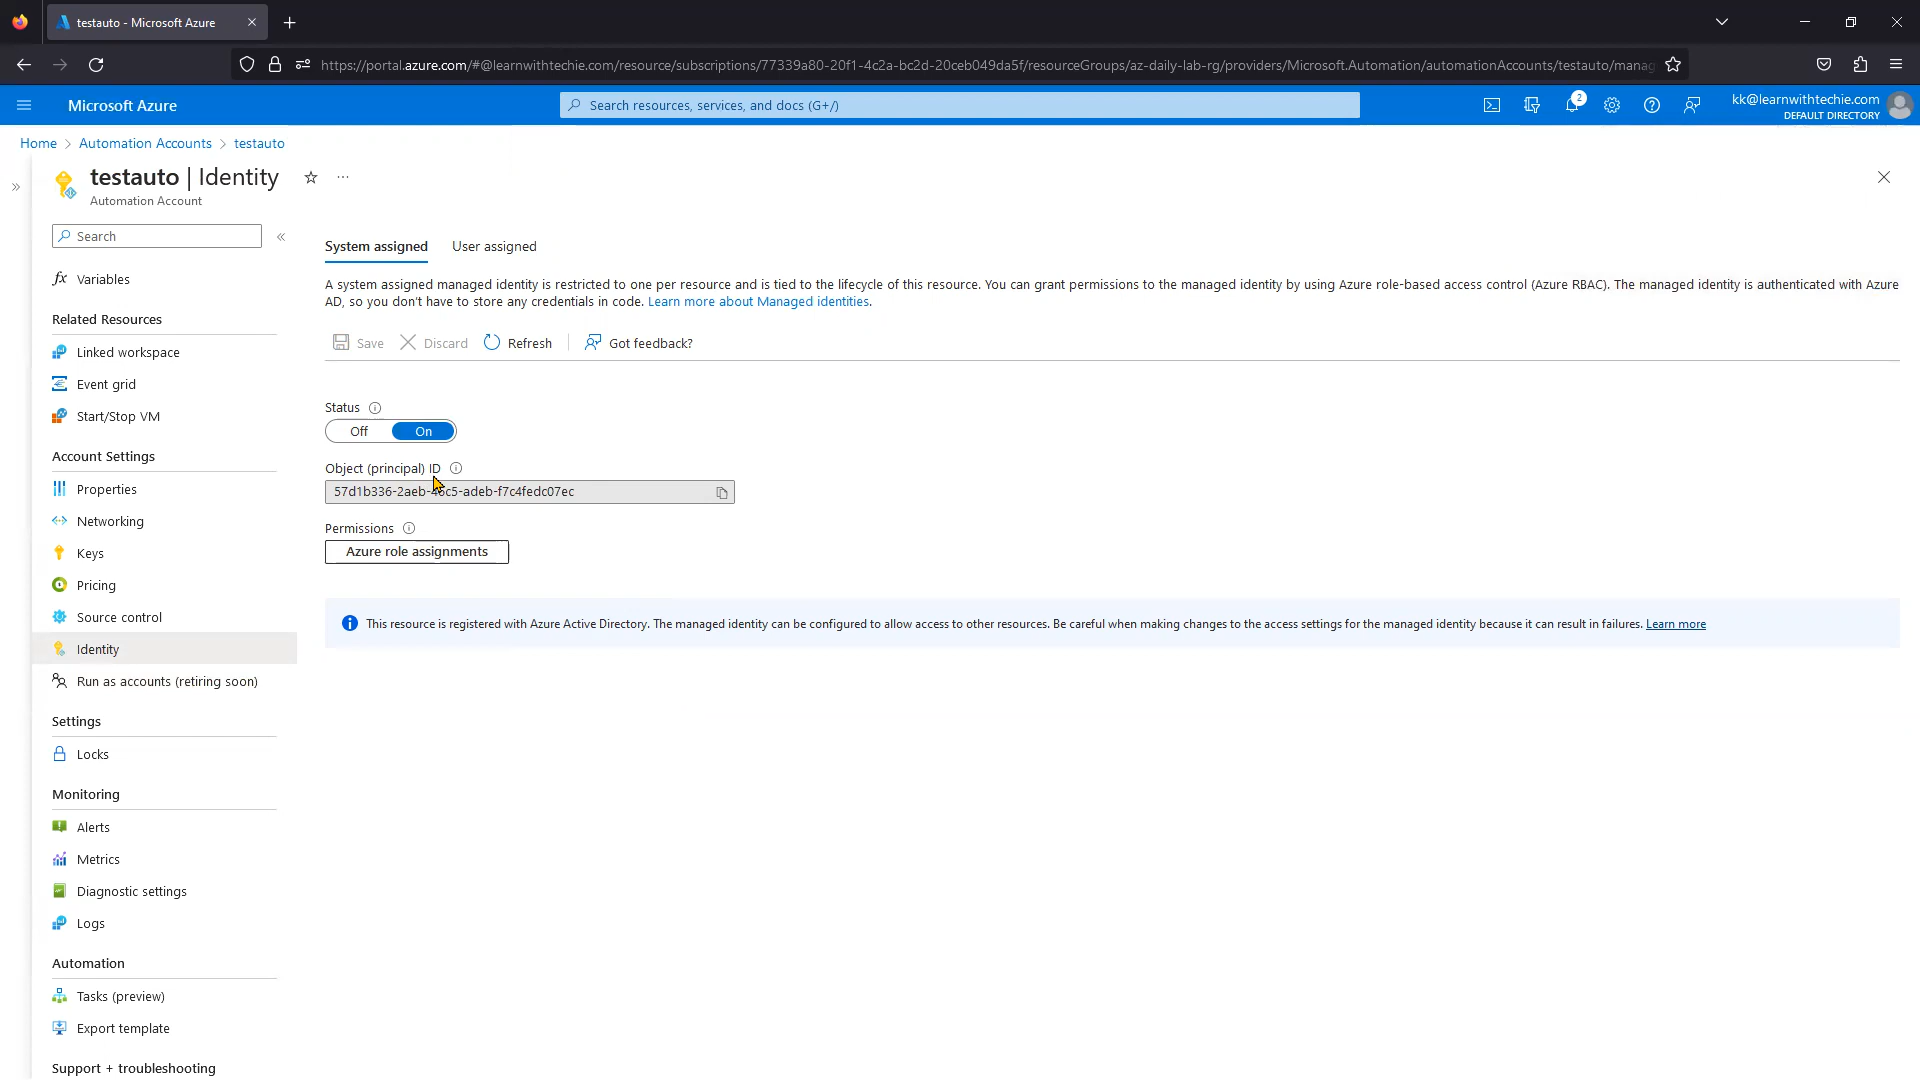 testauto - Microsoft Azure
https://portal.azure.com/#@learnwithtechie.com/resource/subscriptions/77339a80-20f1-4c2a-bc2d-20ceb049da5f/resourceGroups/az-daily-lab-rg/providers/Microsoft.Automation/automationAccounts/testauto/manag
Microsoft Azure
Search resources, services, and docs (G+/)
2
kk@learnwithtechie.com
DEFAULT DIRECTORY
Home > Automation Accounts > testauto
testauto | Identity
Automation Account
Search
Variables
Related Resources
Linked workspace
Event grid
Start/Stop VM
Account Settings
Properties
Networking
Keys
Pricing
Source control
Identity
Run as accounts (retiring soon)
Settings
Locks
Monitoring
Alerts
Metrics
Diagnostic settings
Logs
Automation
Tasks (preview)
Export template
Support + troubleshooting
System assigned
User assigned
A system assigned managed identity is restricted to one per resource and is tied to the lifecycle of this resource. You can grant permissions to the managed identity by using Azure role-based access control (Azure RBAC). The managed identity is authenticated with Azure
AD, so you don't have to store any credentials in code. Learn more about Managed identities.
Save
Discard
Refresh
Got feedback?
Status
Off
On
Object (principal) ID
Permissions
Azure role assignments
This resource is registered with Azure Active Directory. The managed identity can be configured to allow access to other resources. Be careful when making changes to the access settings for the managed identity because it can result in failures. Learn more